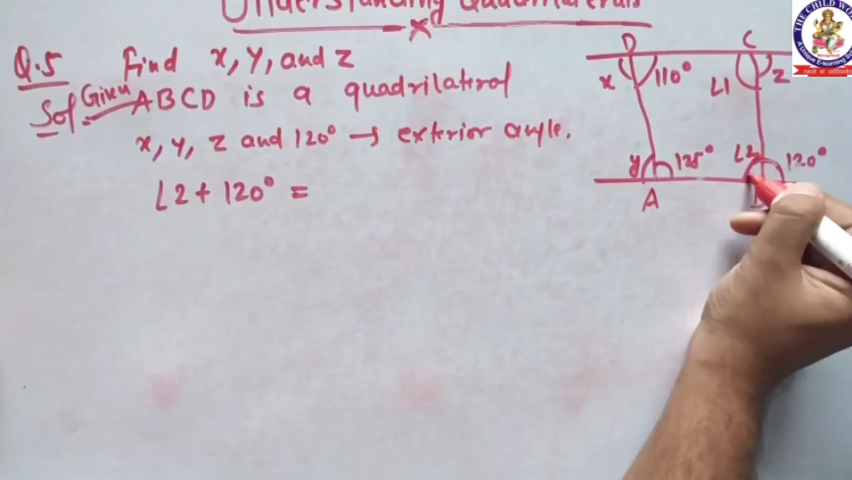 Understanding Quadrilaterals
Q.5 Find x, y, and z
Sol. Given ABCD is a quadrilateral
x, y, z and 120° → exterior angle.
∠2 + 120° =
D C
x 110° ∠1 z
y 125° ∠2 120°
A
THE CHILD WO